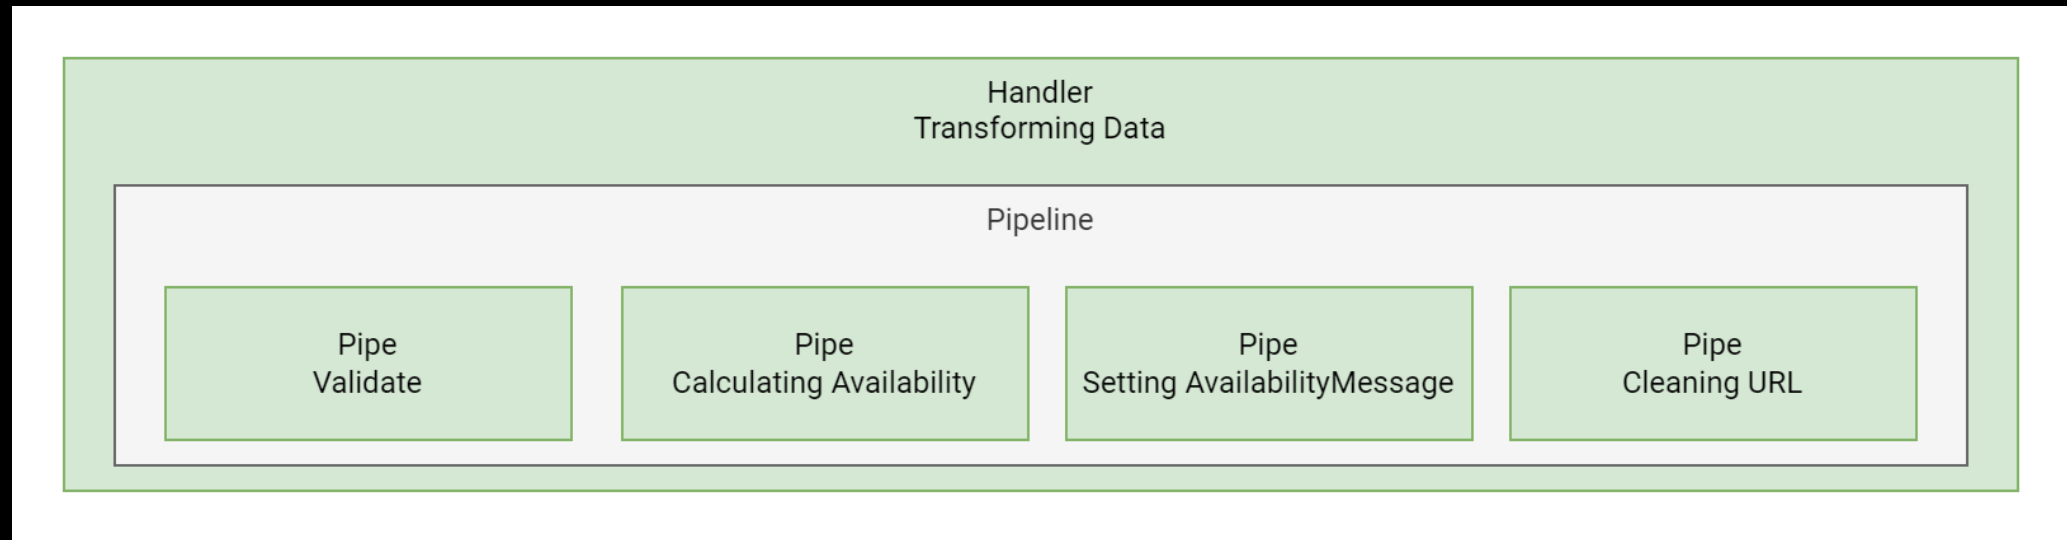 Handler
Transforming Data
Pipeline
Pipe
Validate
Pipe
Calculating Availability
Pipe
Setting AvailabilityMessage
Pipe
Cleaning URL